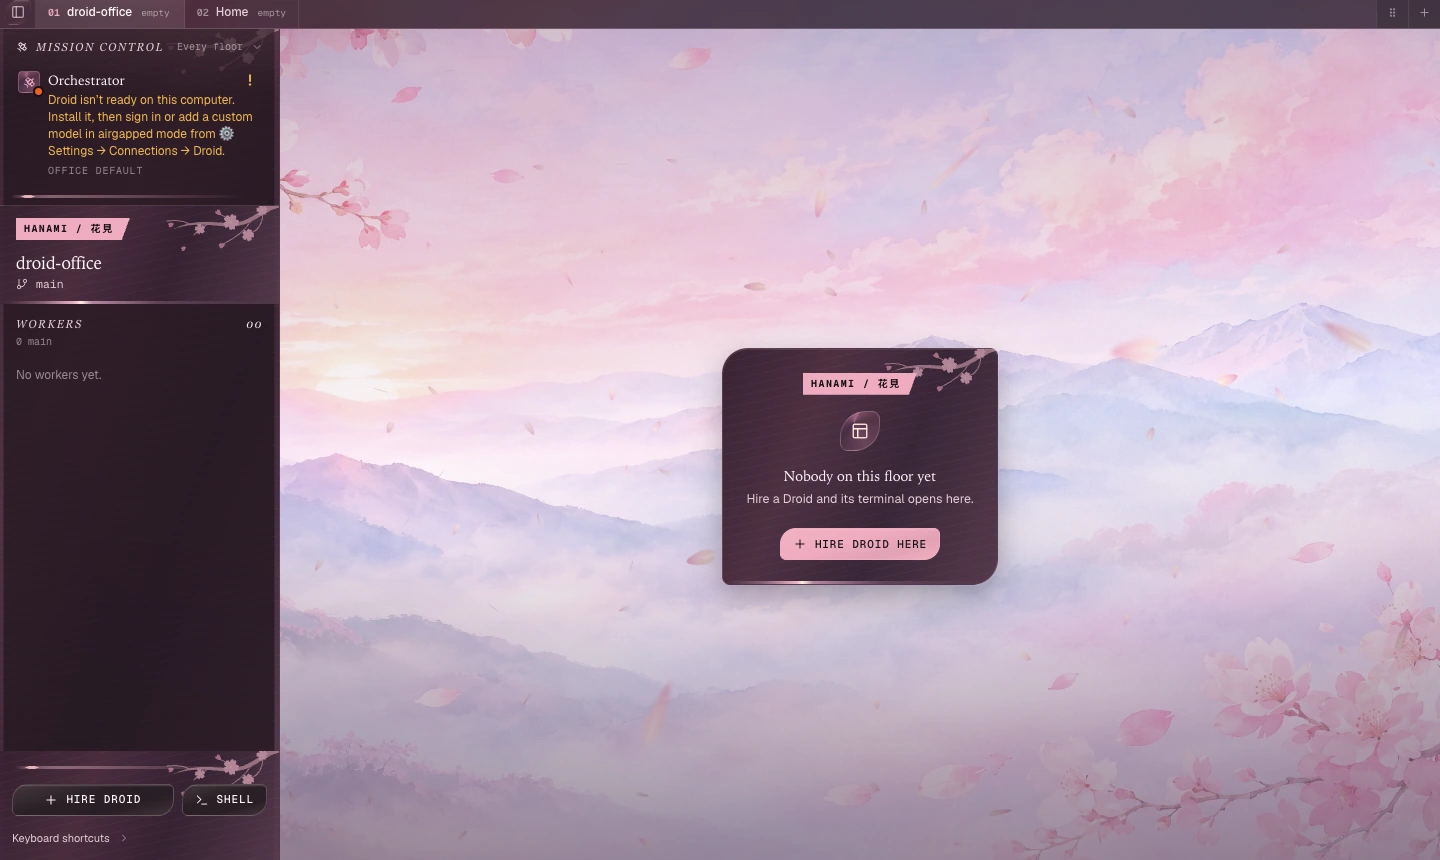 01 droid-office empty
02 Home empty
MISSION CONTROL Every floor
Orchestrator !
Droid isn't ready on this computer.
Install it, then sign in or add a custom
model in airgapped mode from ⚙️
Settings → Connections → Droid.
OFFICE DEFAULT
HANAMI / 花見
droid-office
main
WORKERS 00
0 main
No workers yet.
HANAMI / 花見
Nobody on this floor yet
Hire a Droid and its terminal opens here.
+ HIRE DROID HERE
+ HIRE DROID
SHELL
Keyboard shortcuts